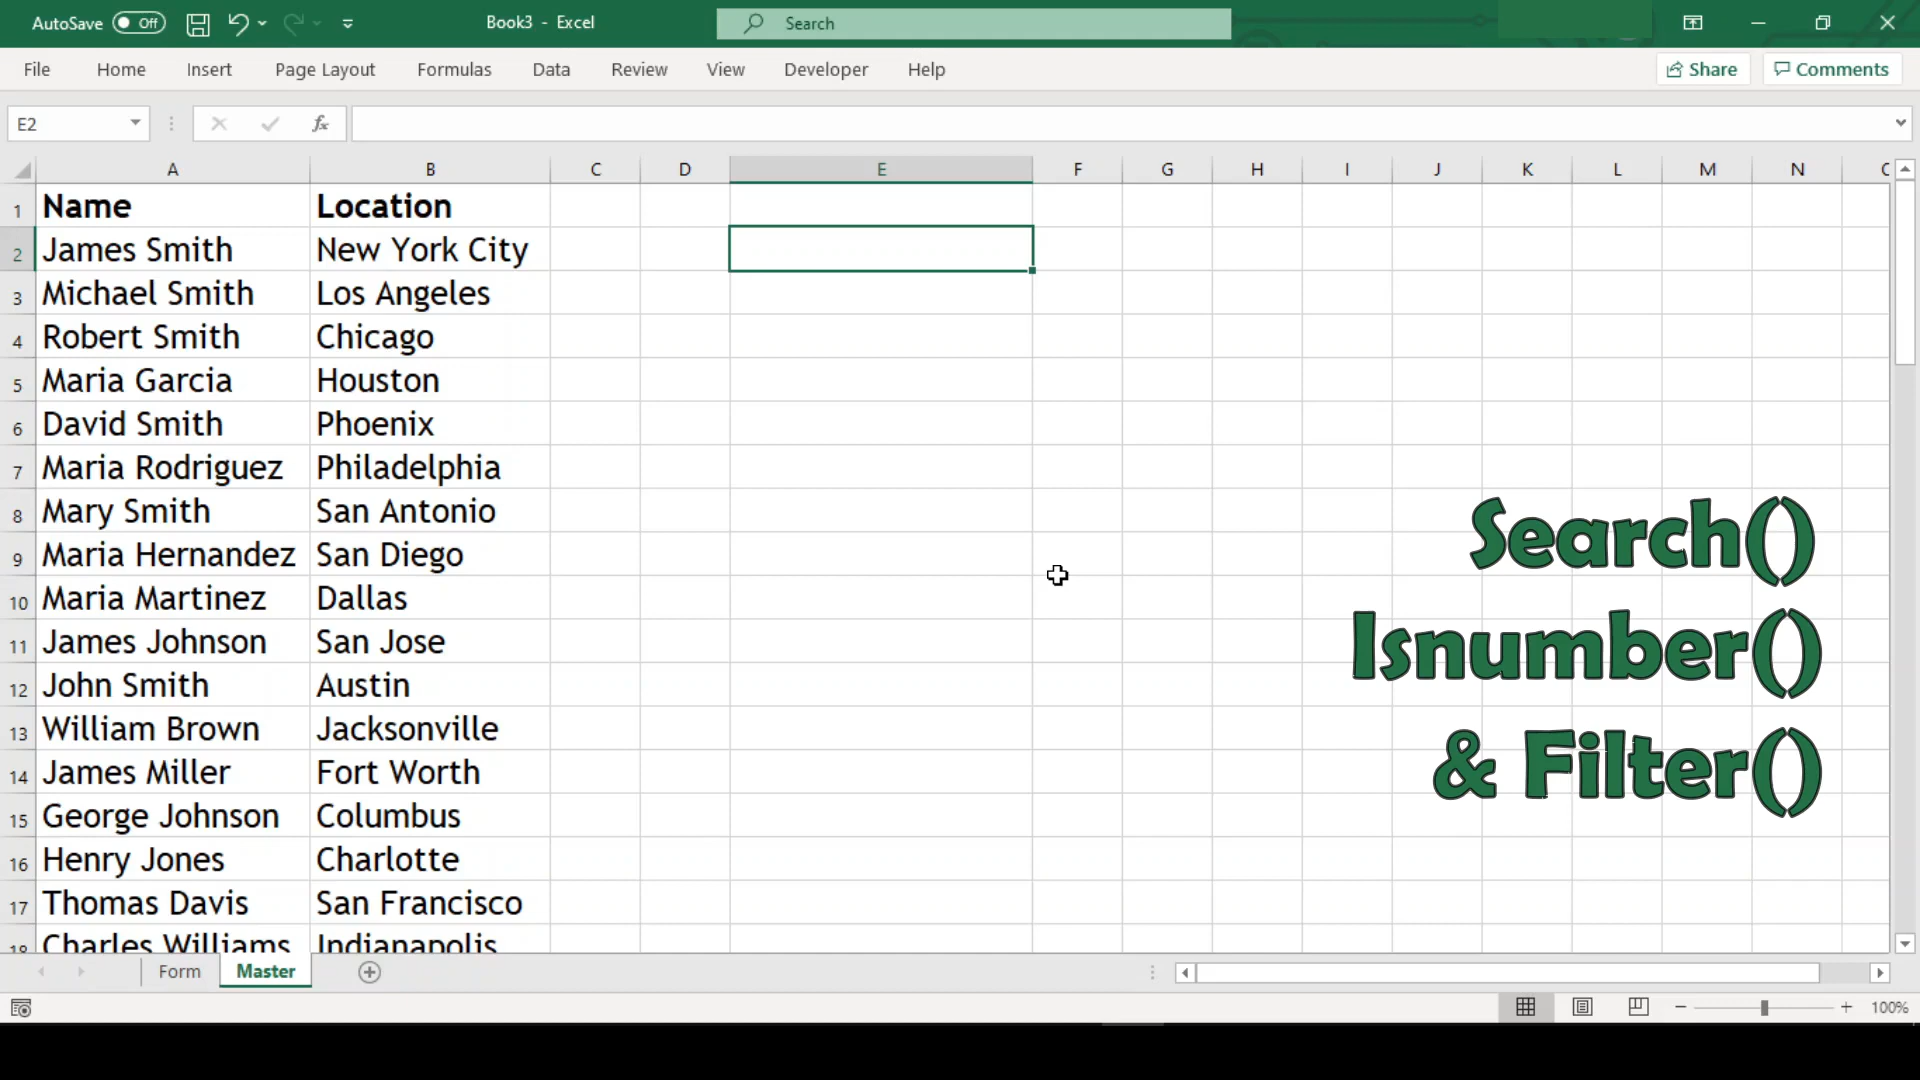 AutoSave Off Book3 - Excel Search
File Home Insert Page Layout Formulas Data Review View Developer Help Share Comments
E2 fx
A B C D E F G H I J K L M N
1 Name Location
2 James Smith New York City
3 Michael Smith Los Angeles
4 Robert Smith Chicago
5 Maria Garcia Houston
6 David Smith Phoenix
7 Maria Rodriguez Philadelphia
8 Mary Smith San Antonio
9 Maria Hernandez San Diego
10 Maria Martinez Dallas
11 James Johnson San Jose
12 John Smith Austin
13 William Brown Jacksonville
14 James Miller Fort Worth
15 George Johnson Columbus
16 Henry Jones Charlotte
17 Thomas Davis San Francisco
18 Charles Williams Indianapolis
Search()
Isnumber()
& Filter()
Form Master
100%